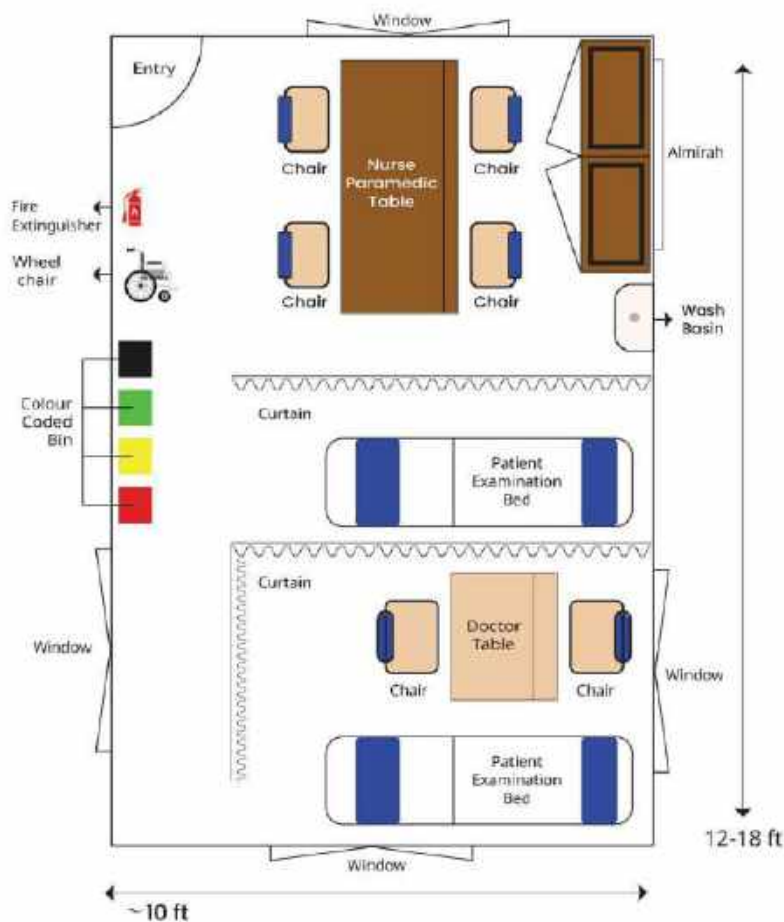 Window
Entry
Chair
Chair
Nurse
Paramedic
Table
Almirah
Fire
Extinguisher
Wheel
chair
Chair
Chair
Wash
Basin
Colour
Coded
Bin
Curtain
Patient
Examination
Bed
Curtain
Doctor
Table
Window
Chair
Chair
Window
Patient
Examination
Bed
Window
12-18 ft
~10 ft